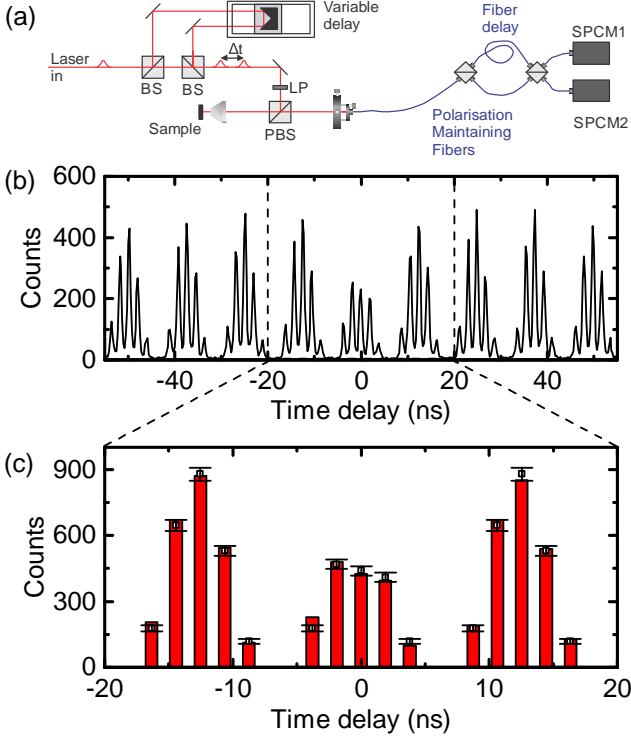 (a)
Variable
delay
Laser
in
BS
BS
Δt
LP
Sample
PBS
Fiber
delay
Polarisation
Maintaining
Fibers
SPCM1
SPCM2
(b)
600
400
200
0
Counts
-40
-20
0
20
40
Time delay (ns)
(c)
900
600
300
0
Counts
-20
-10
0
10
20
Time delay (ns)